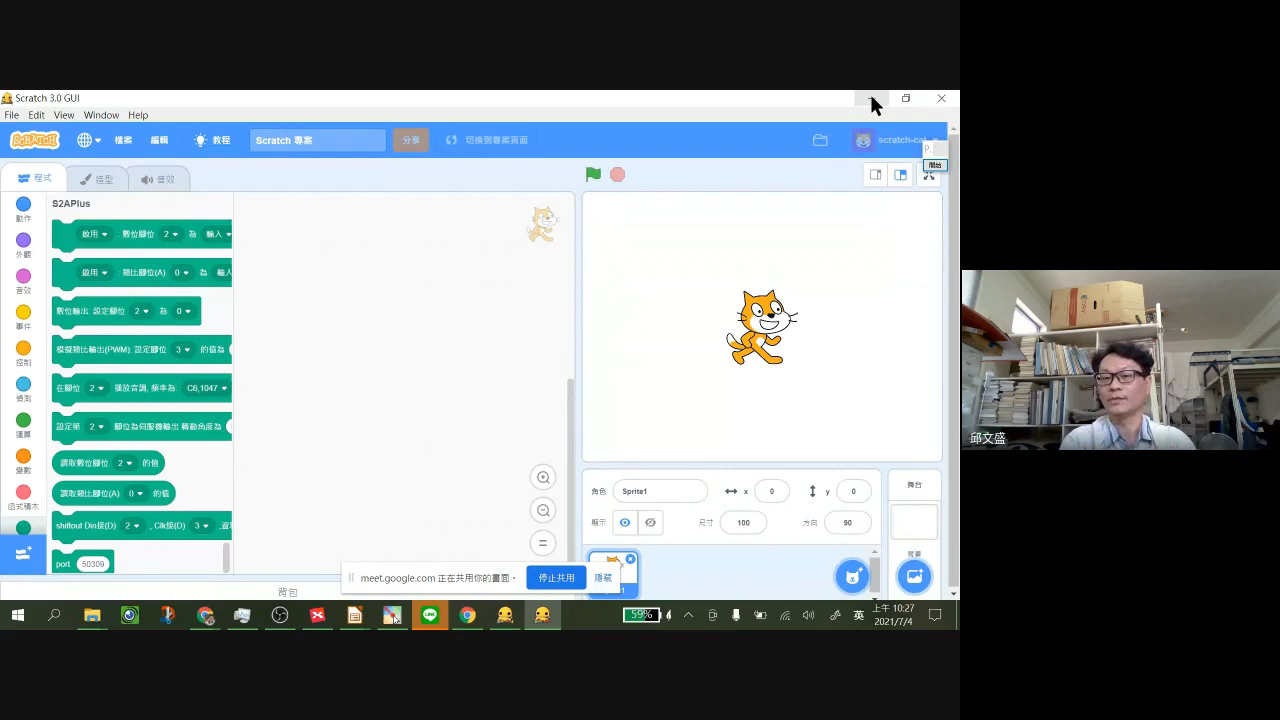 Scratch 3.0 GUI
File Edit View Window Help
SCRATCH 檔案 編輯 教程 Scratch 專案 分享 切換到專案頁面 scratch-cat
P.
開始
程式 造型 音效
S2APlus
動作
外觀
音效
事件
控制
偵測
運算
變數
函式積木
啟用 數位腳位 2 為 輸入
啟用 類比腳位(A) 0 為 輸入
數位輸出 設定腳位 2 為 0
模擬類比輸出(PWM): 設定腳位 3 的值為
在腳位 2 播放音調, 頻率為: C6,1047
設定第 2 腳位為伺服機輸出 轉動角度為
讀取數位腳位 2 的值
讀取類比腳位(A) 0 的值
shiftout Din接(D) 2 , Clk接(D) 3
port 50309
背包
角色 Sprite1 x 0 y 0
顯示 尺寸 100 方向 90
舞台
背景
meet.google.com 正在共用你的畫面。 停止共用 隱藏
59% 英 上午 10:27
2021/7/4
邱文盛